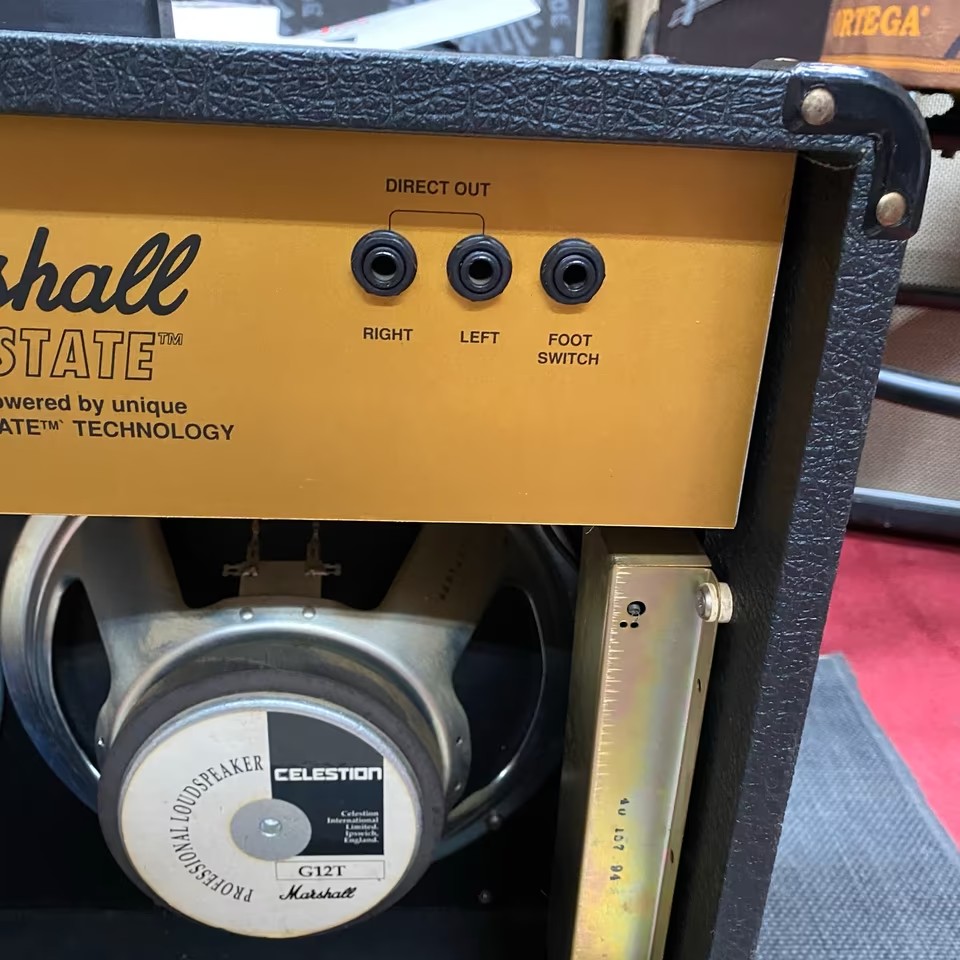 ORTEGA
DIRECT OUT
RIGHT
LEFT
FOOT
SWITCH
shall
STATE™
owered by unique
ATE™ TECHNOLOGY
PROFESSIONAL LOUDSPEAKER
CELESTION
Celestion
International
Limited.
Ipswich,
England.
G12T
Marshall